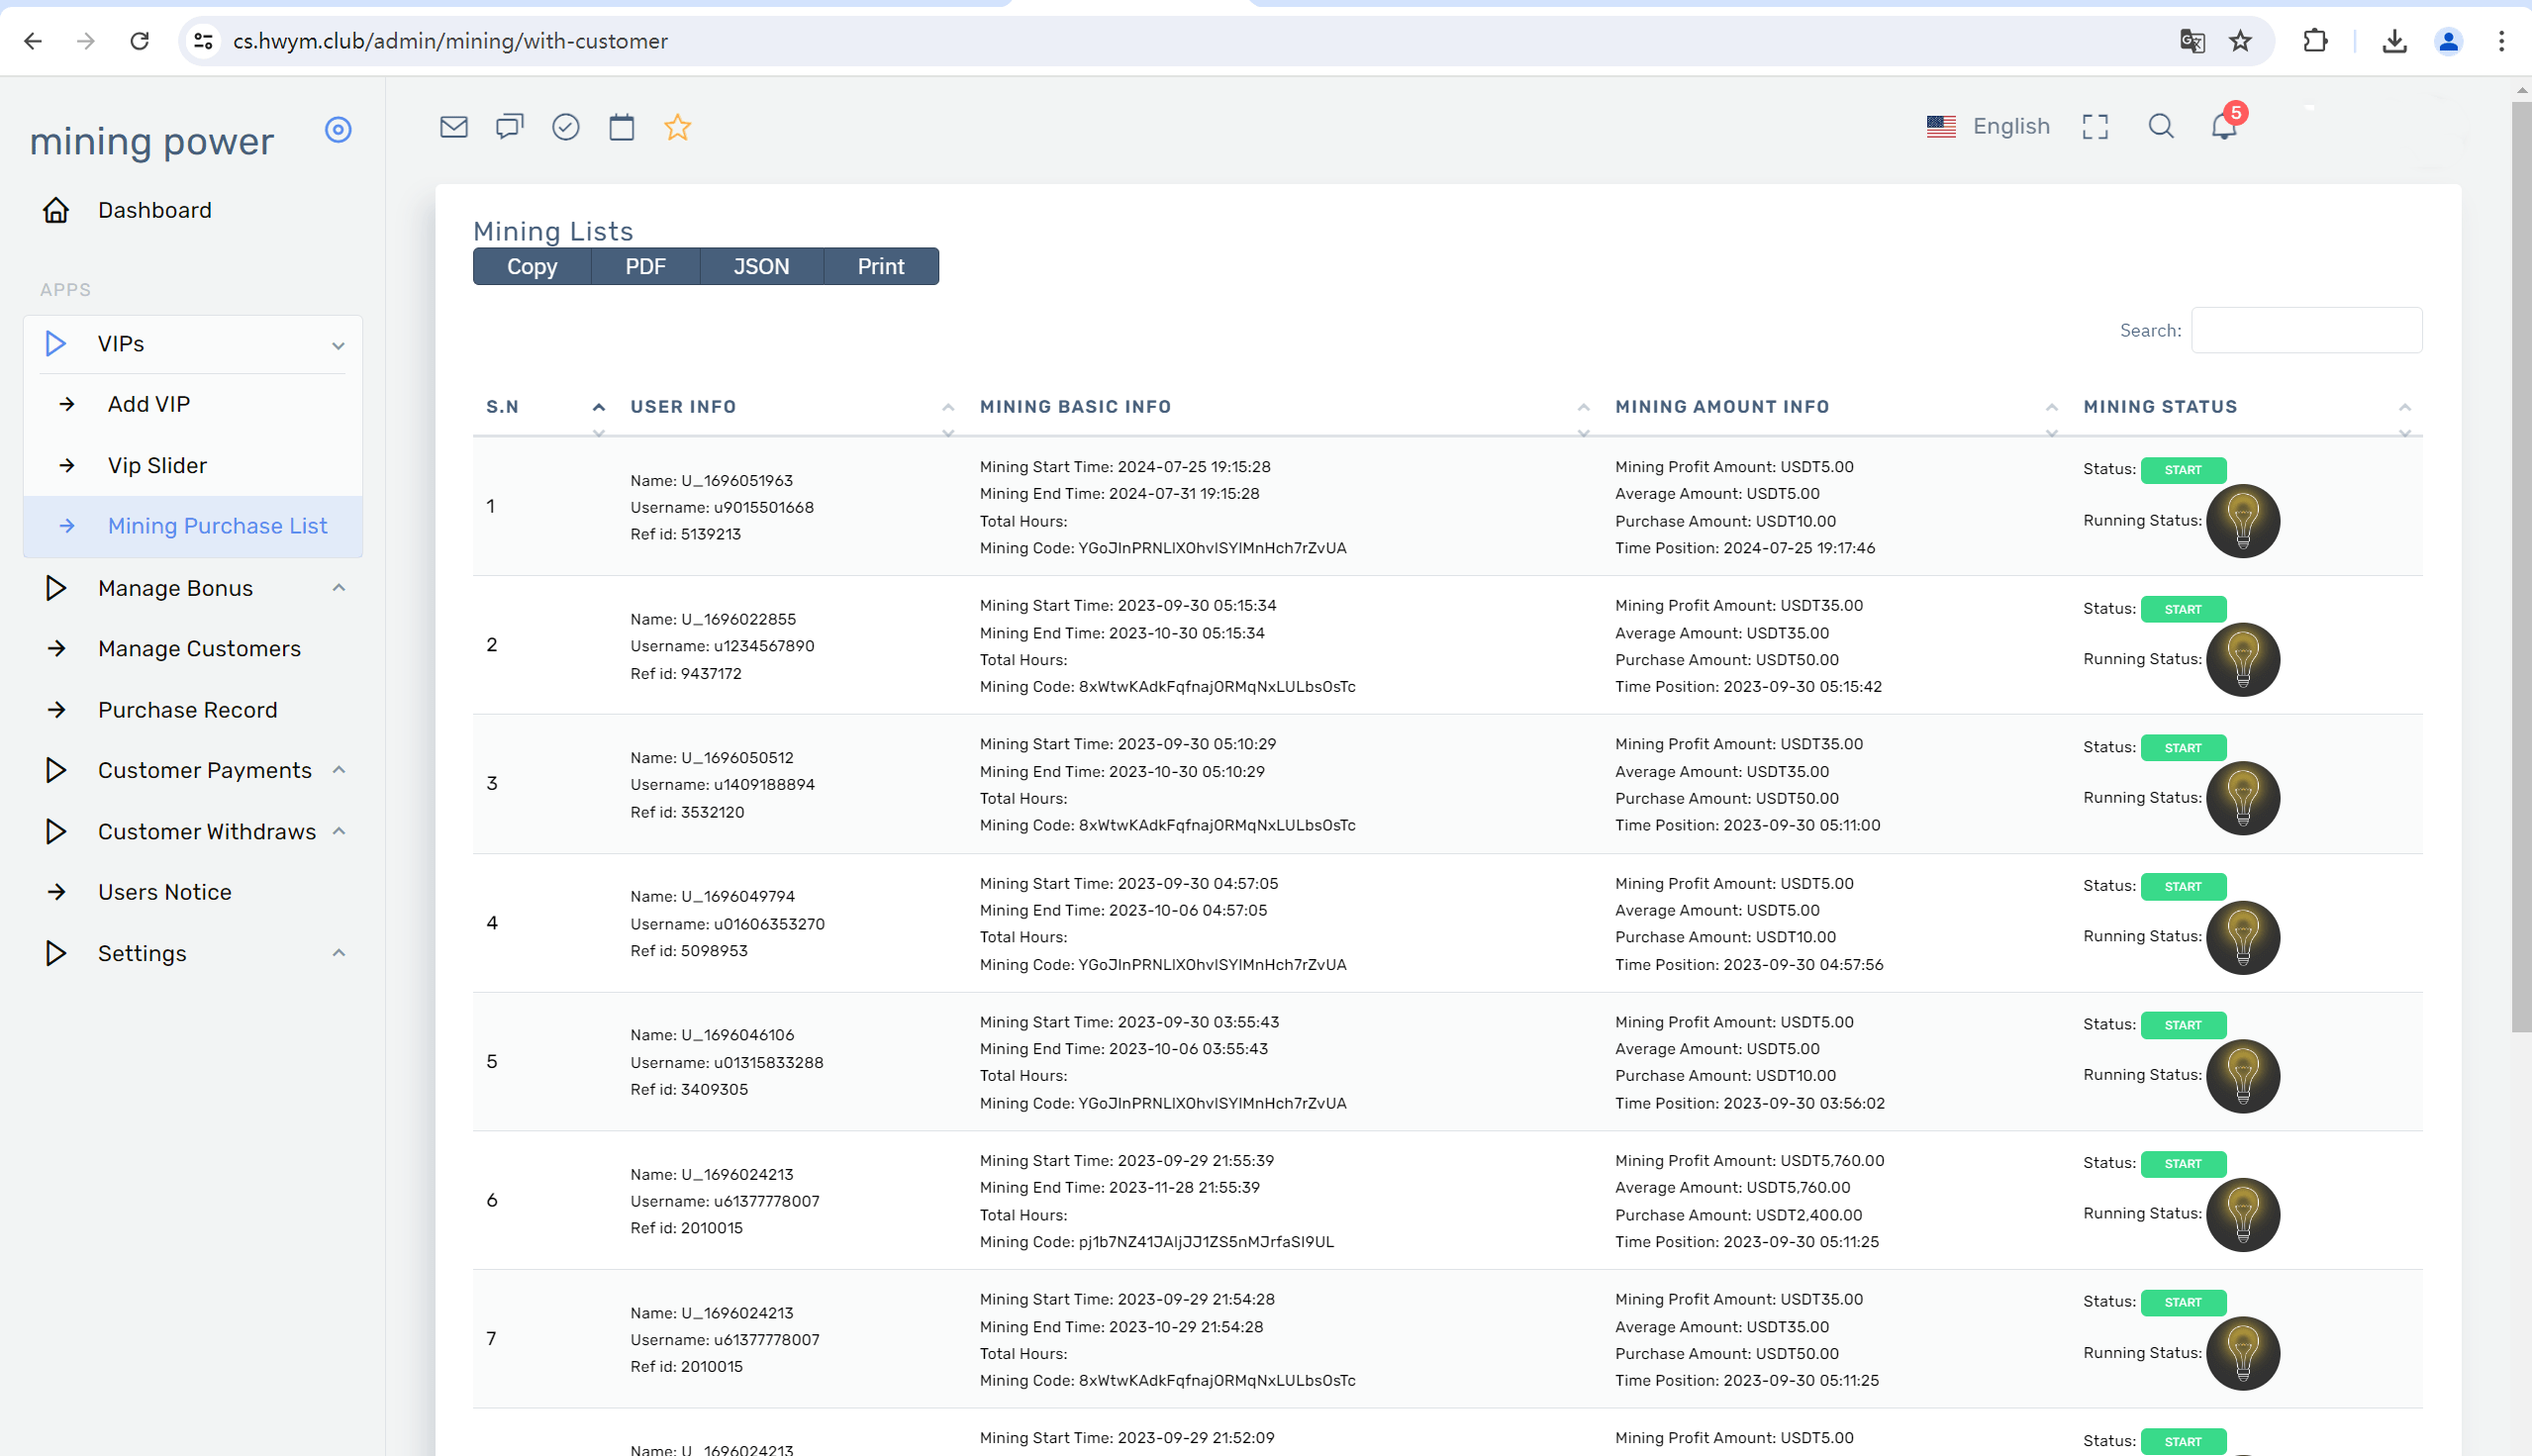 cs.hwym.club/admin/mining/with-customer
mining power
English
5
Dashboard
APPS
VIPs
Add VIP
Vip Slider
Mining Purchase List
Manage Bonus
Manage Customers
Purchase Record
Customer Payments
Customer Withdraws
Users Notice
Settings
Mining Lists
Copy PDF JSON Print
Search:
S.N USER INFO MINING BASIC INFO MINING AMOUNT INFO MINING STATUS
1
Name: U_1696051963
Username: u9015501668
Ref id: 5139213
Mining Start Time: 2024-07-25 19:15:28
Mining End Time: 2024-07-31 19:15:28
Total Hours:
Mining Code: YGoJInPRNLIXOhvISYIMnHch7rZvUA
Mining Profit Amount: USDT5.00
Average Amount: USDT5.00
Purchase Amount: USDT10.00
Time Position: 2024-07-25 19:17:46
Status: START
Running Status:
2
Name: U_1696022855
Username: u1234567890
Ref id: 9437172
Mining Start Time: 2023-09-30 05:15:34
Mining End Time: 2023-10-30 05:15:34
Total Hours:
Mining Code: 8xWtwKAdkFqfnajORMqNxLULbsOsTc
Mining Profit Amount: USDT35.00
Average Amount: USDT35.00
Purchase Amount: USDT50.00
Time Position: 2023-09-30 05:15:42
Status: START
Running Status:
3
Name: U_1696050512
Username: u1409188894
Ref id: 3532120
Mining Start Time: 2023-09-30 05:10:29
Mining End Time: 2023-10-30 05:10:29
Total Hours:
Mining Code: 8xWtwKAdkFqfnajORMqNxLULbsOsTc
Mining Profit Amount: USDT35.00
Average Amount: USDT35.00
Purchase Amount: USDT50.00
Time Position: 2023-09-30 05:11:00
Status: START
Running Status:
4
Name: U_1696049794
Username: u01606353270
Ref id: 5098953
Mining Start Time: 2023-09-30 04:57:05
Mining End Time: 2023-10-06 04:57:05
Total Hours:
Mining Code: YGoJInPRNLIXOhvISYIMnHch7rZvUA
Mining Profit Amount: USDT5.00
Average Amount: USDT5.00
Purchase Amount: USDT10.00
Time Position: 2023-09-30 04:57:56
Status: START
Running Status:
5
Name: U_1696046106
Username: u01315833288
Ref id: 3409305
Mining Start Time: 2023-09-30 03:55:43
Mining End Time: 2023-10-06 03:55:43
Total Hours:
Mining Code: YGoJInPRNLIXOhvISYIMnHch7rZvUA
Mining Profit Amount: USDT5.00
Average Amount: USDT5.00
Purchase Amount: USDT10.00
Time Position: 2023-09-30 03:56:02
Status: START
Running Status:
6
Name: U_1696024213
Username: u61377778007
Ref id: 2010015
Mining Start Time: 2023-09-29 21:55:39
Mining End Time: 2023-11-28 21:55:39
Total Hours:
Mining Code: pj1b7NZ41JAIjJJ1ZS5nMJrfaSI9UL
Mining Profit Amount: USDT5,760.00
Average Amount: USDT5,760.00
Purchase Amount: USDT2,400.00
Time Position: 2023-09-30 05:11:25
Status: START
Running Status:
7
Name: U_1696024213
Username: u61377778007
Ref id: 2010015
Mining Start Time: 2023-09-29 21:54:28
Mining End Time: 2023-10-29 21:54:28
Total Hours:
Mining Code: 8xWtwKAdkFqfnajORMqNxLULbsOsTc
Mining Profit Amount: USDT35.00
Average Amount: USDT35.00
Purchase Amount: USDT50.00
Time Position: 2023-09-30 05:11:25
Status: START
Running Status:
Name: U_1696024213
Mining Start Time: 2023-09-29 21:52:09
Mining Profit Amount: USDT5.00
Status: START